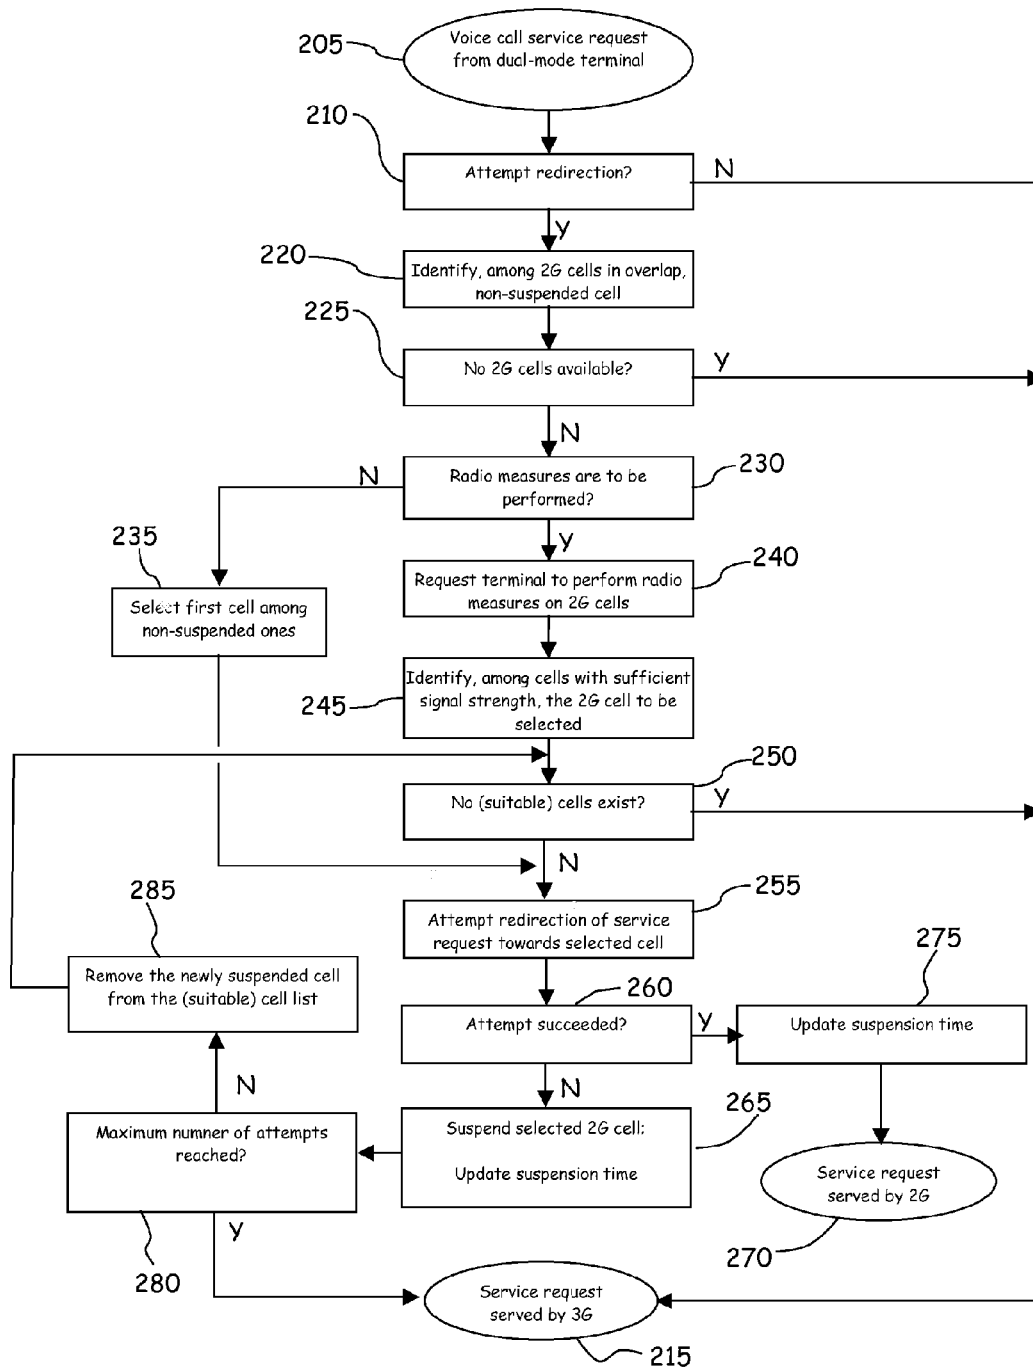 205
Voice call service request
from dual-mode terminal
210
Attempt redirection?
N
Y
220
Identify, among 2G cells in overlap,
non-suspended cell
225
No 2G cells available?
Y
N
N
Radio measures are to be
performed?
230
235
Y
Select first cell among
non-suspended ones
Request terminal to perform radio
measures on 2G cells
240
245
Identify, among cells with sufficient
signal strength, the 2G cell to be
selected
250
No (suitable) cells exist?
Y
N
255
Attempt redirection of service
request towards selected cell
285
Remove the newly suspended cell
from the (suitable) cell list
260
Attempt succeeded?
Y
275
Update suspension time
N
N
Maximum numner of attempts
reached?
Suspend selected 2G cell;
Update suspension time
265
Service request
served by 2G
270
Y
280
Service request
served by 3G
215